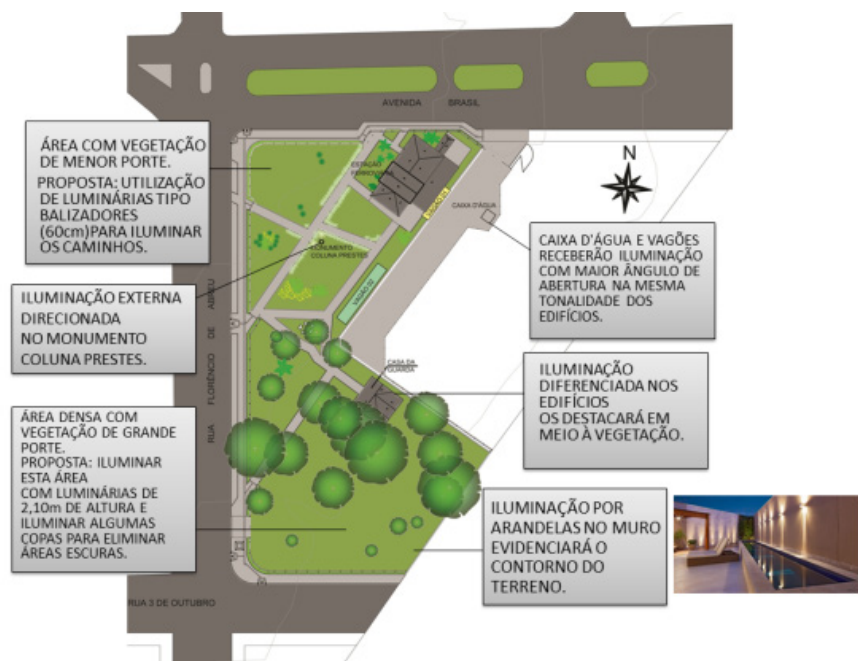 AVENIDA BRASIL
N
ÁREA COM VEGETAÇÃO
DE MENOR PORTE.
PROPOSTA: UTILIZAÇÃO
DE LUMINÁRIAS TIPO
BALIZADORES
(60cm)PARA ILUMINAR
OS CAMINHOS.
ESTAÇÃO
FERROVIÁRIA
VAGÃO 01
CAIXA D'ÁGUA
CAIXA D'ÁGUA E VAGÕES
RECEBERÃO ILUMINAÇÃO
COM MAIOR ÂNGULO DE
ABERTURA NA MESMA
TONALIDADE DOS
EDIFÍCIOS.
MONUMENTO
COLUNA PRESTES
VAGÃO 02
ILUMINAÇÃO EXTERNA
DIRECIONADA
NO MONUMENTO
COLUNA PRESTES.
RUA FLORÊNCIO DE ABREU
CASA DA
GUARDA
ILUMINAÇÃO
DIFERENCIADA NOS
EDIFÍCIOS
OS DESTACARÁ EM
MEIO À VEGETAÇÃO.
ÁREA DENSA COM
VEGETAÇÃO DE GRANDE
PORTE.
PROPOSTA: ILUMINAR
ESTA ÁREA
COM LUMINÁRIAS DE
2,10m DE ALTURA E
ILUMINAR ALGUMAS
COPAS PARA ELIMINAR
ÁREAS ESCURAS.
ILUMINAÇÃO POR
ARANDELAS NO MURO
EVIDENCIARÁ O
CONTORNO DO
TERRENO.
RUA 3 DE OUTUBRO